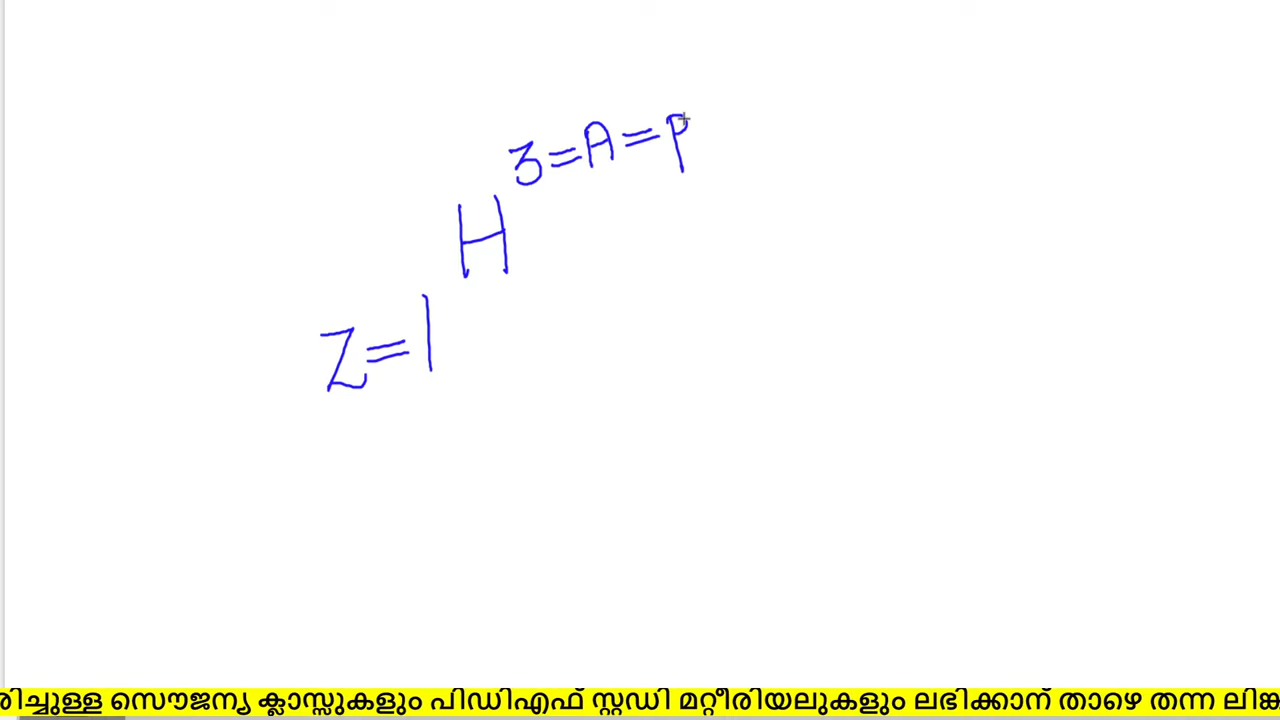 3=A=P
H
Z=1
രിച്ചുള്ള സൌജന്യ ക്ലാസ്സുകളും പിഡിഎഫ് സ്റ്റഡി മറ്റീരിയലുകളും ലഭിക്കാന് താഴെ തന്ന ലിങ്ക